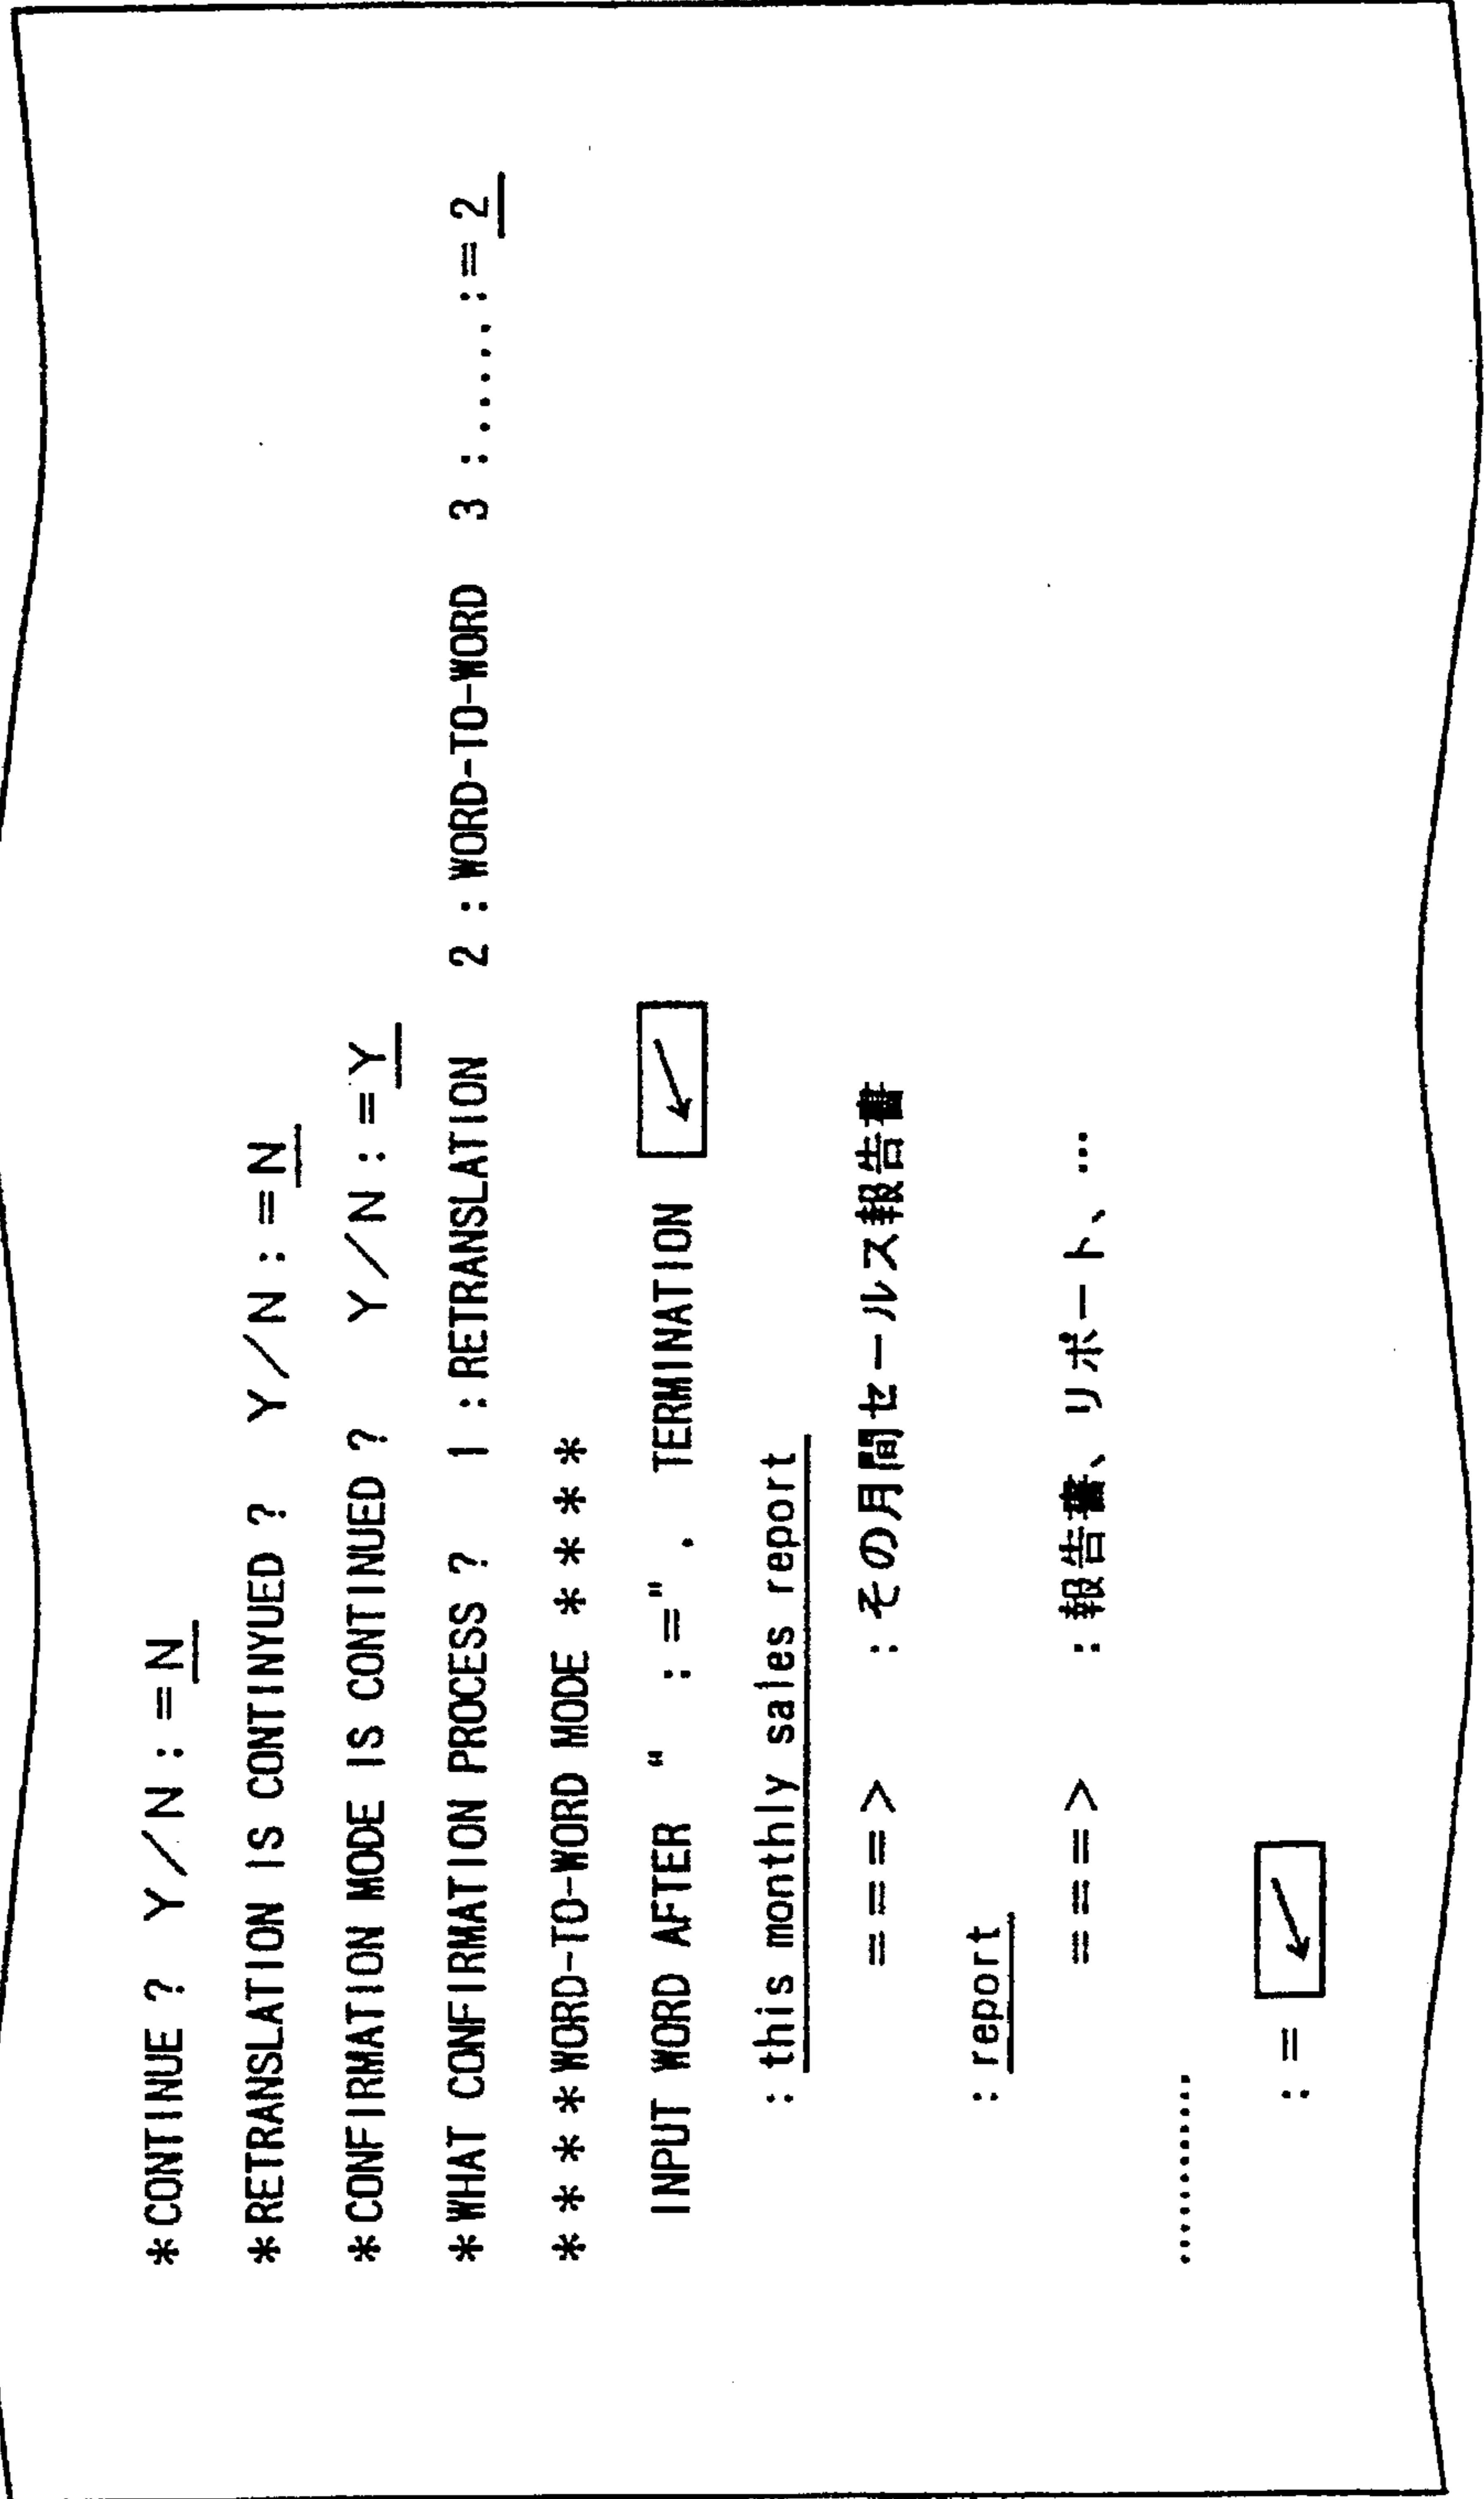 *CONTINUE ? Y/N:=N
*RETRANSLATION IS CONTINYUED ? Y/N:=N
*CONFIRMATION MODE IS CONTINUED ? Y/N:=Y
*WHAT CONFIRMATION PROCESS ? 1:RETRANSLATION 2:WORD-TO-WORD 3:......:=2
****WORD-TO-WORD MODE ****
INPUT WORD AFTER " :=". TERMINATION ↙
:this monthly sales report
===> :その月間セールス報告書
:report
===> :報告書、リポート、…
............
:= ↙